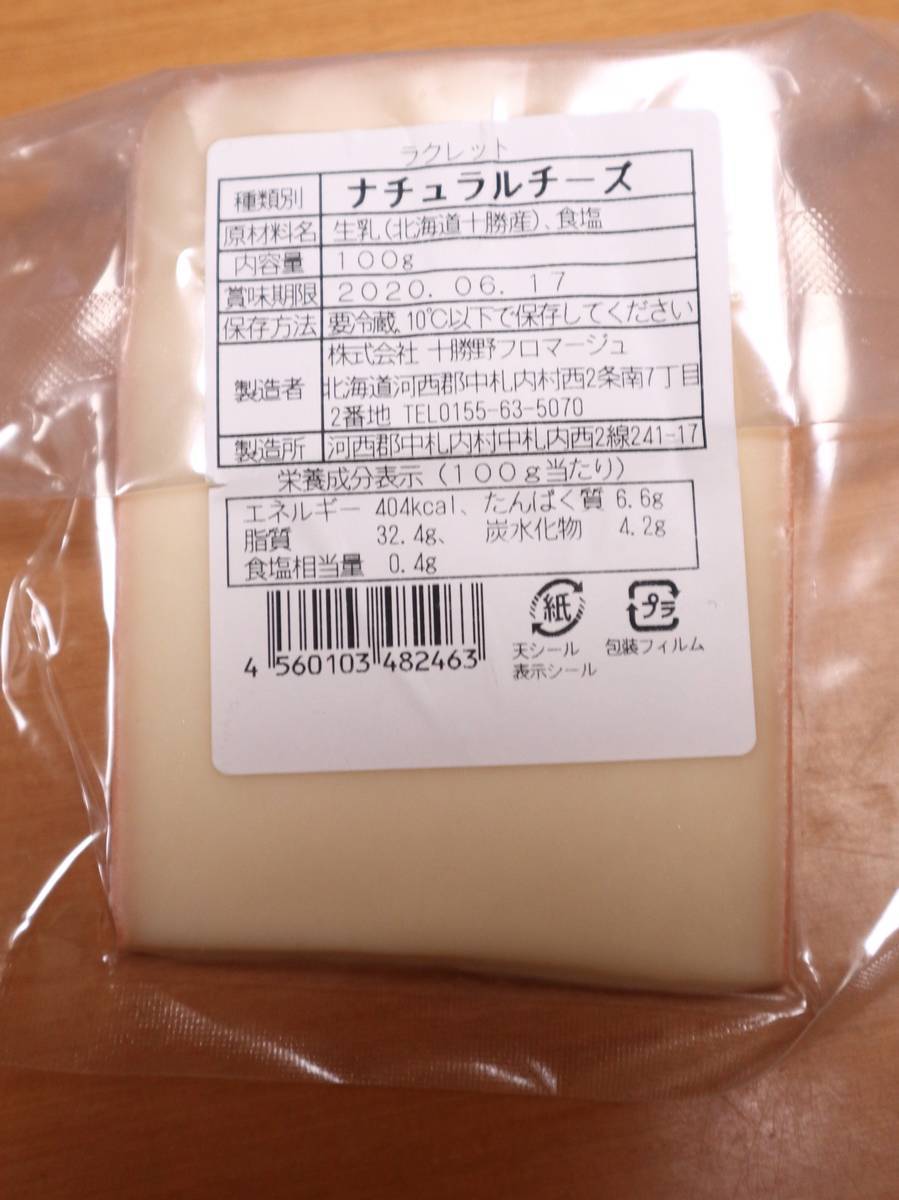 ラクレット
種類別 ナチュラルチーズ
原材料名 生乳(北海道十勝産)、食塩
内容量 100g
賞味期限 2020. 06. 17
保存方法 要冷蔵、10℃以下で保存してください
製造者 株式会社 十勝野フロマージュ
北海道河西郡中札内村西2条南7丁目
2番地 TEL0155-63-5070
製造所 河西郡中札内村中札内西2線241-17
栄養成分表示(100g当たり)
エネルギー 404kcal、たんぱく質 6.6g
脂質 32.4g、 炭水化物 4.2g
食塩相当量 0.4g
紙 プラ
天シール 包装フィルム
表示シール
4 560103 482463